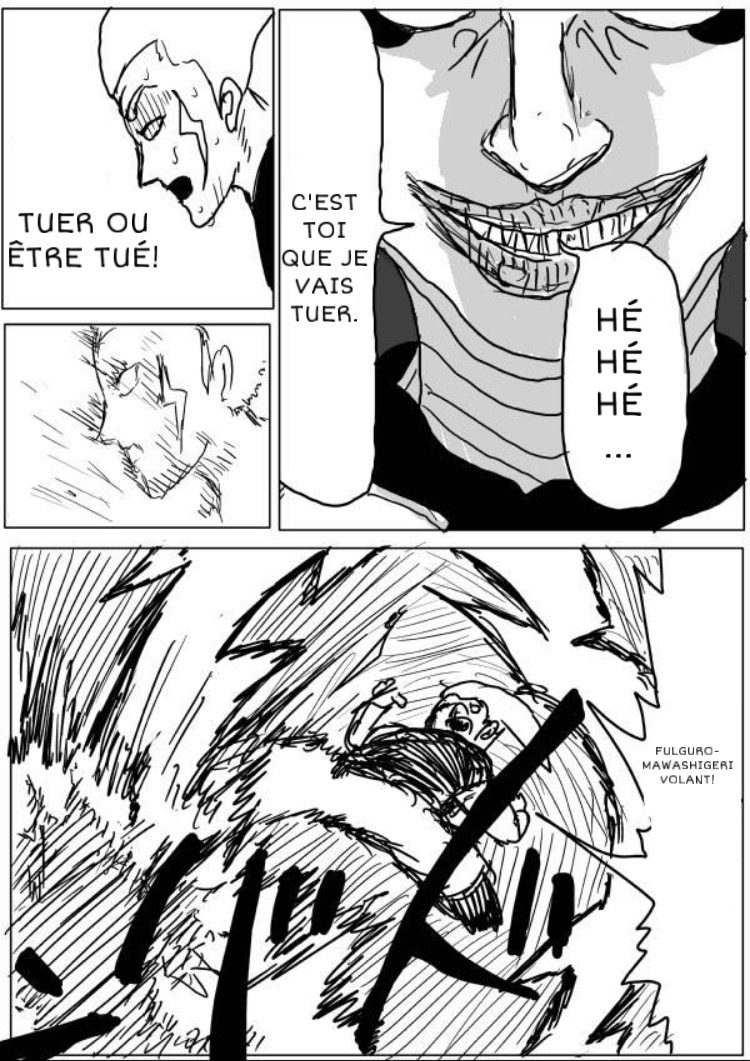 HÉ
HÉ
HÉ
...
C'EST
TOI
QUE JE
VAIS
TUER.
TUER OU
ÊTRE TUÉ!
FULGURO-
MAWASHIGERI
VOLANT!